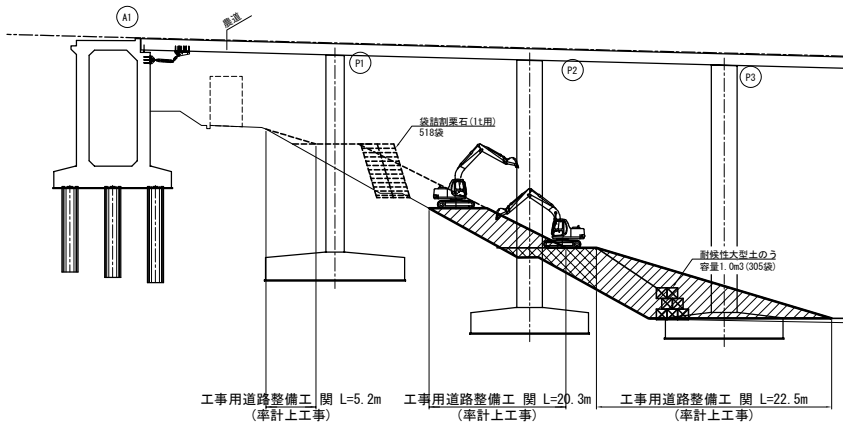 A1
農道
P1
P2
P3
袋詰割栗石(1t用)
518袋
耐候性大型土のう
容量1.0m3(305袋)
工事用道路整備工 関 L=5.2m
(率計上工事)
工事用道路整備工 関 L=20.3m
(率計上工事)
工事用道路整備工 関 L=22.5m
(率計上工事)